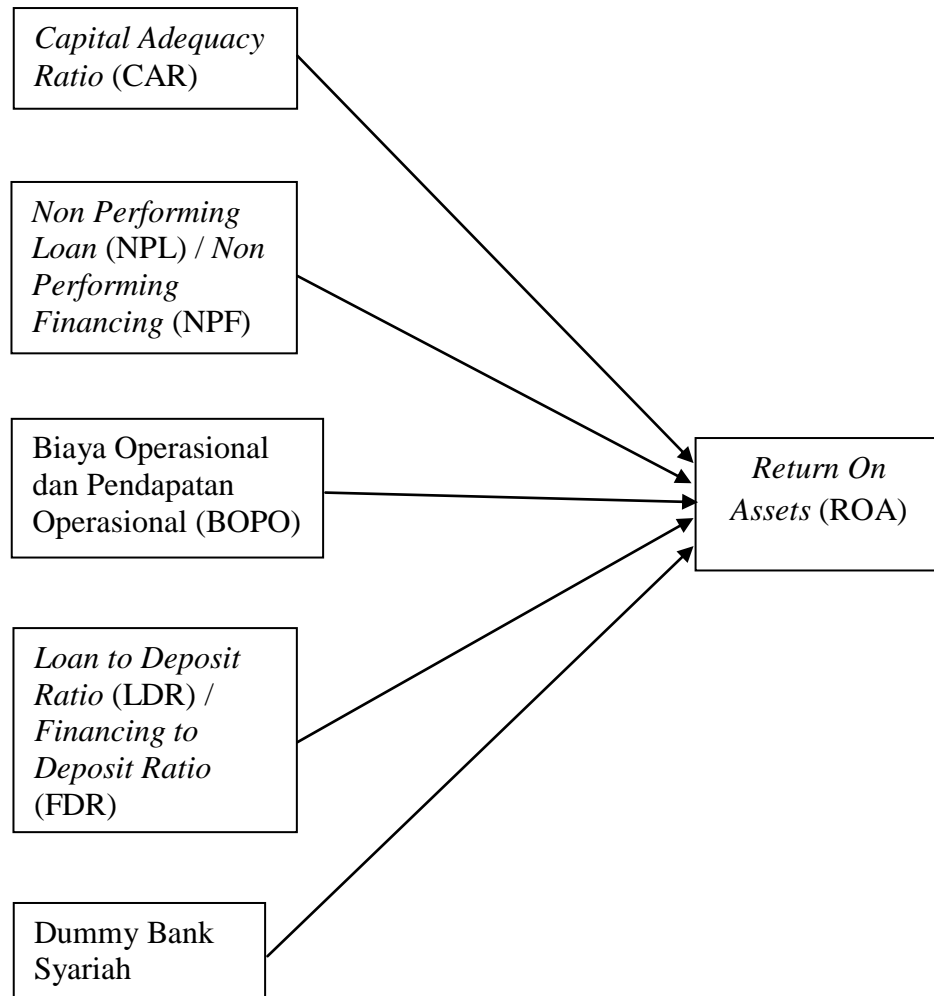 Capital Adequacy
Ratio (CAR)
Non Performing
Loan (NPL) / Non
Performing
Financing (NPF)
Biaya Operasional
dan Pendapatan
Operasional (BOPO)
Return On
Assets (ROA)
Loan to Deposit
Ratio (LDR) /
Financing to
Deposit Ratio
(FDR)
Dummy Bank
Syariah